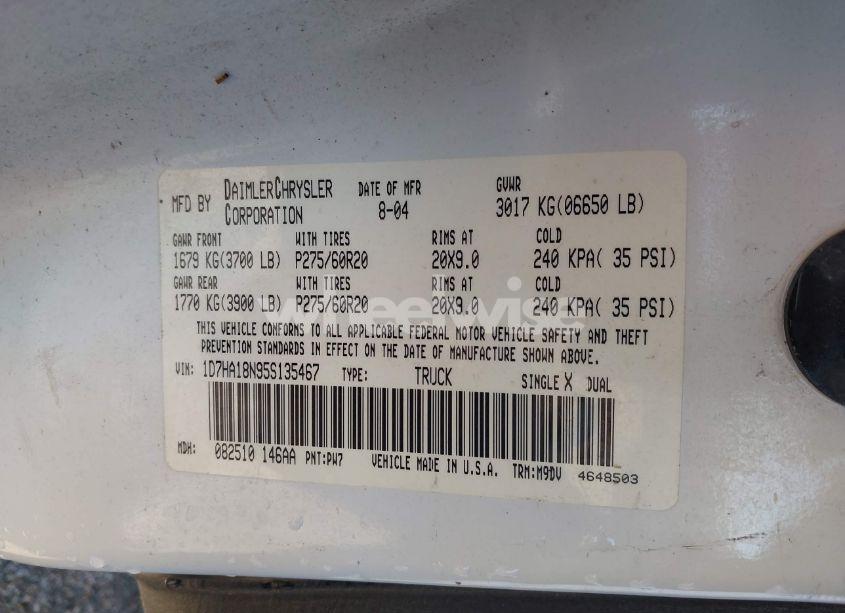 MFD BY DAIMLERCHRYSLER CORPORATION DATE OF MFR 8-04 GVWR 3017 KG(06650 LB)
GAWR FRONT WITH TIRES RIMS AT COLD
1679 KG(3700 LB) P275/60R20 20X9.0 240 KPA( 35 PSI)
GAWR REAR WITH TIRES RIMS AT COLD
1770 KG(3900 LB) P275/60R20 20X9.0 240 KPA( 35 PSI)
wheelwise
THIS VEHICLE CONFORMS TO ALL APPLICABLE FEDERAL MOTOR VEHICLE SAFETY AND THEFT
PREVENTION STANDARDS IN EFFECT ON THE DATE OF MANUFACTURE SHOWN ABOVE.
VIN: 1D7HA18N95S135467 TYPE: TRUCK SINGLE X DUAL
MDH: 082510 146AA PNT:PW7 VEHICLE MADE IN U.S.A. TRM:M9DV 4648503